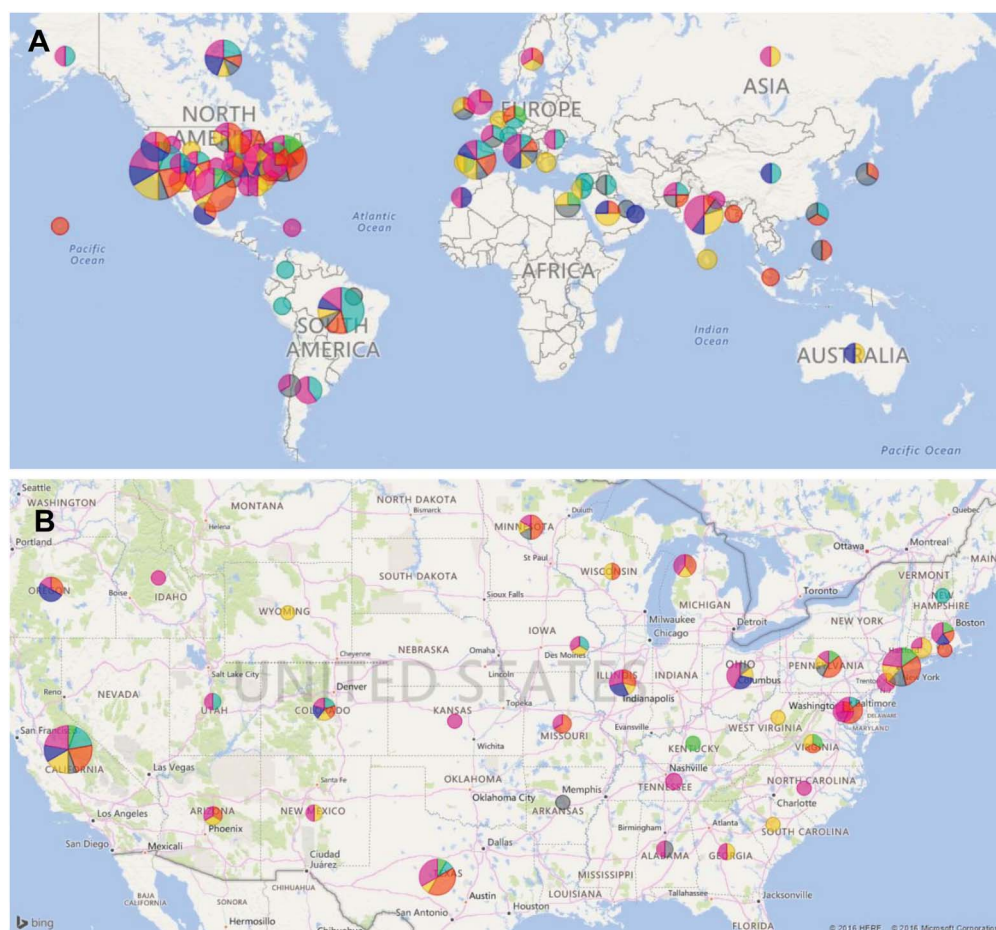 A
NORTH
AMERICA
EUROPE
ASIA
Atlantic
Ocean
Pacific
Ocean
AFRICA
SOUTH
AMERICA
Indian
Ocean
AUSTRALIA
Pacific Ocean
B
Seattle
WASHINGTON
MONTANA
Helena
NORTH DAKOTA
Bismarck
MINNESOTA
Duluth
Quebec
Portland
Ottawa
Montreal
St Paul
WISCONSIN
VERMONT
OREGON
Boise
IDAHO
SOUTH DAKOTA
Toronto
NEW
HAMPSHIRE
WYOMING
Sioux Falls
MICHIGAN
NEW YORK
Boston
Milwaukee
Detroit
Chicago
IOWA
Des Moines
NEBRASKA
Omaha
Cheyenne
Lincoln
UNITED STATES
Salt Lake City
Reno
NEVADA
Denver
ILLINOIS
INDIANA
OHIO
Columbus
PENNSYLVANIA
New York
Indianapolis
Topeka
UTAH
COLORADO
KANSAS
Washington
Baltimore
DELAWARE
MARYLAND
San Francisco
MISSOURI
Evansville
WEST VIRGINIA
Wichita
KENTUCKY
VIRGINIA
CALIFORNIA
Las Vegas
Santa Fe
Nashville
OKLAHOMA
TENNESSEE
NORTH CAROLINA
Oklahoma City
Memphis
ARKANSAS
Charlotte
Los Angeles
ARIZONA
NEW MEXICO
Phoenix
SOUTH CAROLINA
Birmingham
Atlanta
San Diego
Mexicali
Dallas
ALABAMA
GEORGIA
Ciudad
Juárez
TEXAS
MISSISSIPPI
BAJA
CALIFORNIA
SONORA
CHIHUAHUA
Austin
LOUISIANA
Tallahassee
Jacksonville
Houston
San Antonio
Hermosillo
FLORIDA
bing
© 2016 HERE © 2016 Microsoft Corporation